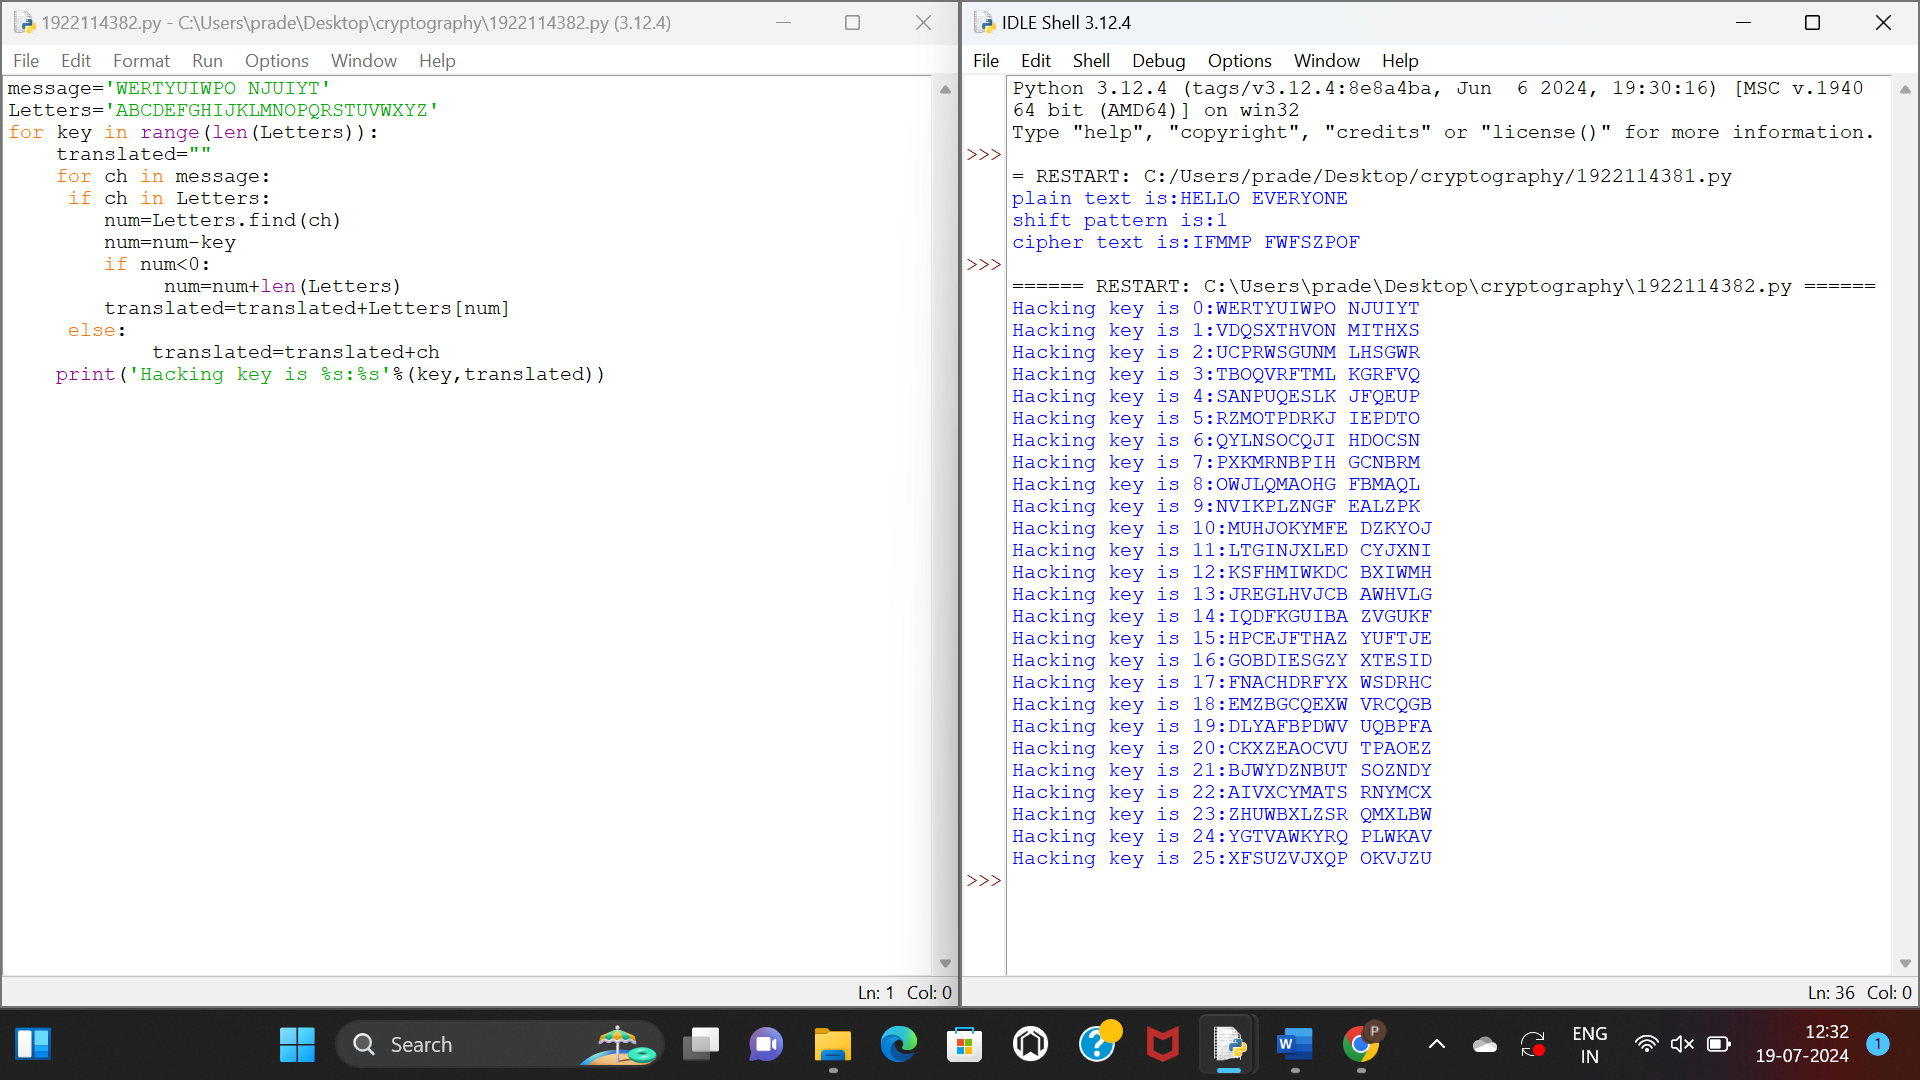 1922114382.py - C:\Users\prade\Desktop\cryptography\1922114382.py (3.12.4)
File Edit Format Run Options Window Help
message='WERTYUIWPO NJUIYT'
Letters='ABCDEFGHIJKLMNOPQRSTUVWXYZ'
for key in range(len(Letters)):
    translated=""
    for ch in message:
     if ch in Letters:
        num=Letters.find(ch)
        num=num-key
        if num<0:
             num=num+len(Letters)
        translated=translated+Letters[num]
     else:
            translated=translated+ch
    print('Hacking key is %s:%s'%(key,translated))
Ln: 1 Col: 0
IDLE Shell 3.12.4
File Edit Shell Debug Options Window Help
Python 3.12.4 (tags/v3.12.4:8e8a4ba, Jun  6 2024, 19:30:16) [MSC v.1940
64 bit (AMD64)] on win32
Type "help", "copyright", "credits" or "license()" for more information.
>>>
= RESTART: C:/Users/prade/Desktop/cryptography/1922114381.py
plain text is:HELLO EVERYONE
shift pattern is:1
cipher text is:IFMMP FWFSZPOF
>>>
====== RESTART: C:\Users\prade\Desktop\cryptography\1922114382.py ======
Hacking key is 0:WERTYUIWPO NJUIYT
Hacking key is 1:VDQSXTHVON MITHXS
Hacking key is 2:UCPRWSGUNM LHSGWR
Hacking key is 3:TBOQVRFTML KGRFVQ
Hacking key is 4:SANPUQESLK JFQEUP
Hacking key is 5:RZMOTPDRKJ IEPDTO
Hacking key is 6:QYLNSOCQJI HDOCSN
Hacking key is 7:PXKMRNBPIH GCNBRM
Hacking key is 8:OWJLQMAOHG FBMAQL
Hacking key is 9:NVIKPLZNGF EALZPK
Hacking key is 10:MUHJOKYMFE DZKYOJ
Hacking key is 11:LTGINJXLED CYJXNI
Hacking key is 12:KSFHMIWKDC BXIWMH
Hacking key is 13:JREGLHVJCB AWHVLG
Hacking key is 14:IQDFKGUIBA ZVGUKF
Hacking key is 15:HPCEJFTHAZ YUFTJE
Hacking key is 16:GOBDIESGZY XTESID
Hacking key is 17:FNACHDRFYX WSDRHC
Hacking key is 18:EMZBGCQEXW VRCQGB
Hacking key is 19:DLYAFBPDWV UQBPFA
Hacking key is 20:CKXZEAOCVU TPAOEZ
Hacking key is 21:BJWYDZNBUT SOZNDY
Hacking key is 22:AIVXCYMATS RNYMCX
Hacking key is 23:ZHUWBXLZSR QMXLBW
Hacking key is 24:YGTVAWKYRQ PLWKAV
Hacking key is 25:XFSUZVJXQP OKVJZU
>>>
Ln: 36 Col: 0
Search
W
P
ENG
IN
12:32
19-07-2024
1